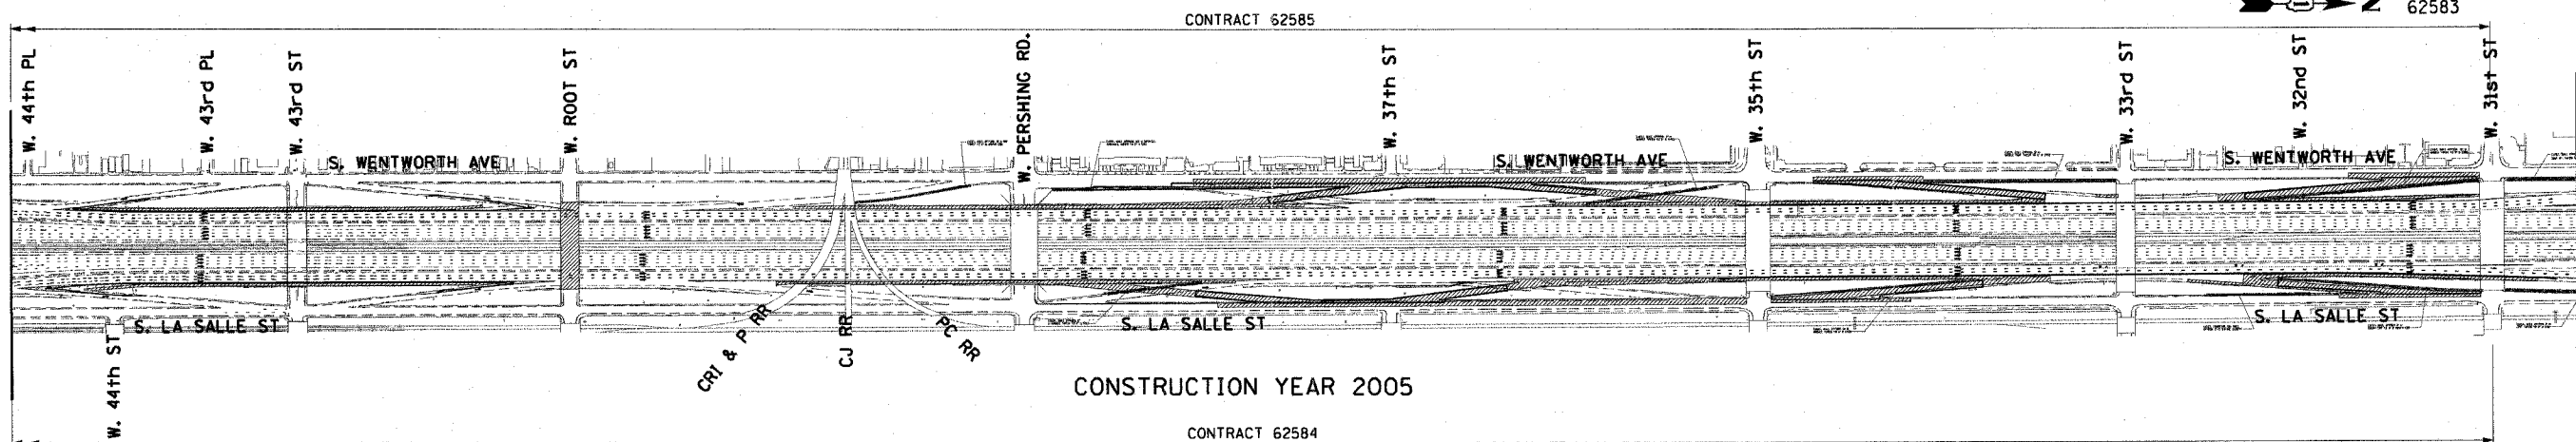 CONTRACT 62585
N 62583
W. 44th PL
W. 43rd PL
W. 43rd ST
W. ROOT ST
W. PERSHING RD.
W. 37th ST
W. 35th ST
W. 33rd ST
W. 32nd ST
W. 31st ST
S. WENTWORTH AVE
S. WENTWORTH AVE
S. WENTWORTH AVE
S. LA SALLE ST
S. LA SALLE ST
S. LA SALLE ST
W. 44th ST
CRI & P RR
CJ RR
PC RR
CONSTRUCTION YEAR 2005
CONTRACT 62584